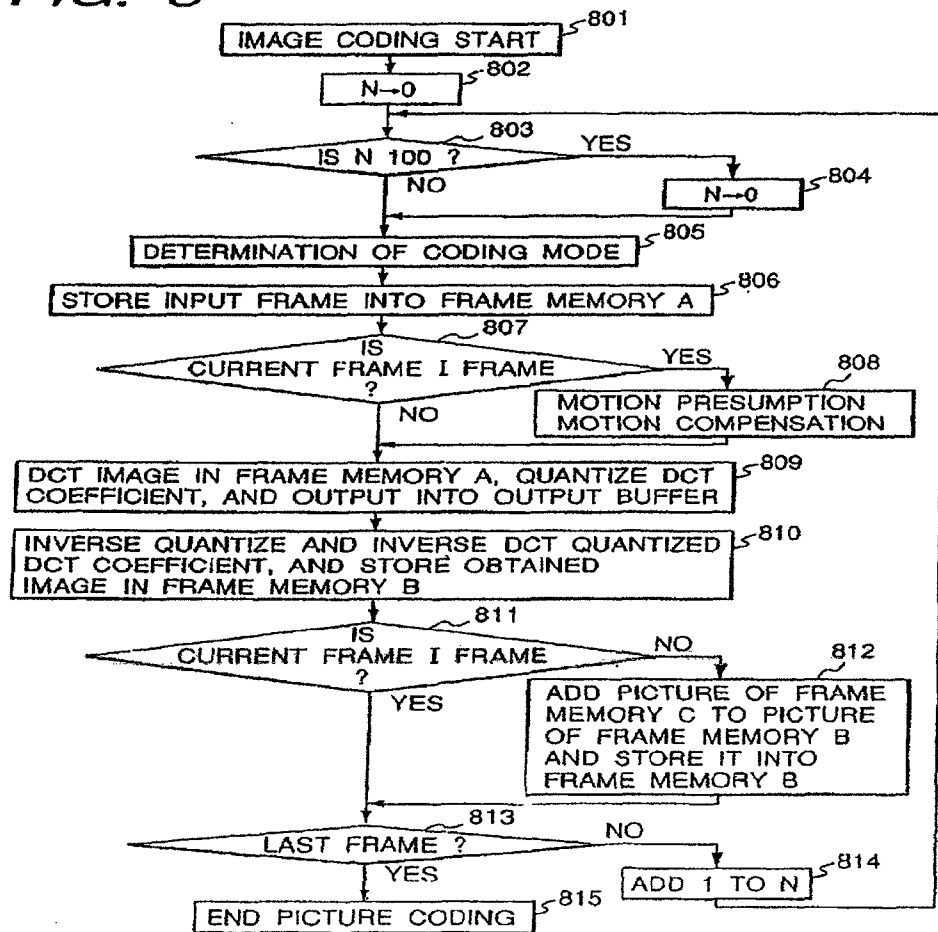 801
IMAGE CODING START
802
N→0
803
IS N 100 ?
YES
NO
804
N→0
805
DETERMINATION OF CODING MODE
806
STORE INPUT FRAME INTO FRAME MEMORY A
807
IS
CURRENT FRAME I FRAME
?
YES
NO
808
MOTION PRESUMPTION
MOTION COMPENSATION
809
DCT IMAGE IN FRAME MEMORY A, QUANTIZE DCT
COEFFICIENT, AND OUTPUT INTO OUTPUT BUFFER
810
INVERSE QUANTIZE AND INVERSE DCT QUANTIZED
DCT COEFFICIENT, AND STORE OBTAINED
IMAGE IN FRAME MEMORY B
811
IS
CURRENT FRAME I FRAME
?
NO
YES
812
ADD PICTURE OF FRAME
MEMORY C TO PICTURE
OF FRAME MEMORY B
AND STORE IT INTO
FRAME MEMORY B
813
LAST FRAME ?
NO
YES
814
ADD 1 TO N
815
END PICTURE CODING